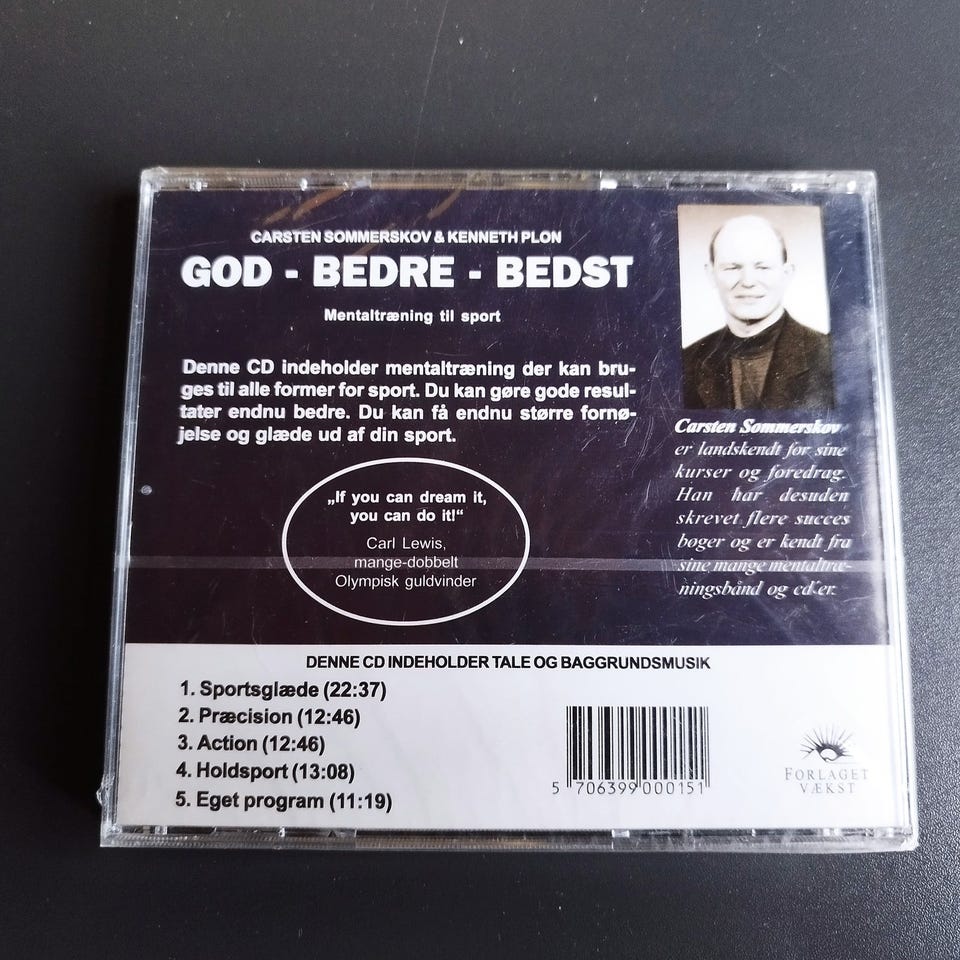 CARSTEN SOMMERSKOV & KENNETH PLON
GOD - BEDRE - BEDST
Mentaltræning til sport
Denne CD indeholder mentaltræning der kan bru-
ges til alle former for sport. Du kan gøre gode resul-
tater endnu bedre. Du kan få endnu større fornø-
jelse og glæde ud af din sport.
„If you can dream it,
you can do it!“
Carl Lewis,
mange-dobbelt
Olympisk guldvinder
Carsten Sommerskov
er landskendt for sine
kurser og foredrag.
Han har desuden
skrevet flere succes
bøger og er kendt fra
sine mange mentaltræ-
ningsbånd og cd'er.
DENNE CD INDEHOLDER TALE OG BAGGRUNDSMUSIK
1. Sportsglæde (22:37)
2. Præcision (12:46)
3. Action (12:46)
4. Holdsport (13:08)
5. Eget program (11:19)
5 706399 000151
FORLAGET
VÆKST